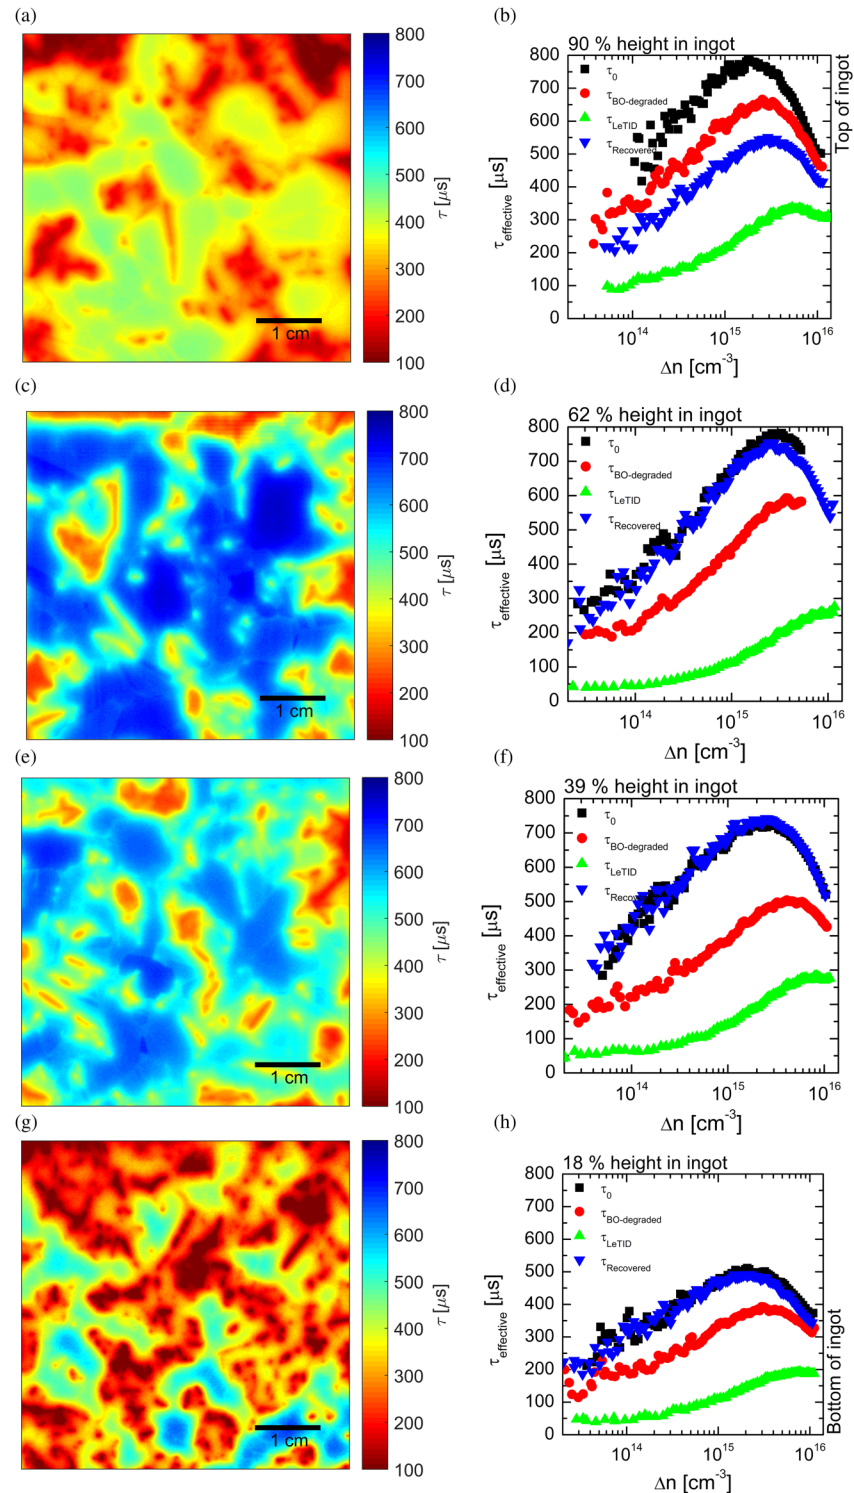 (a)
800
700
600
500
400
300
200
100
τ [μs]
1 cm
(b)
90 % height in ingot
800
700
600
500
400
300
200
100
0
τeffective [μs]
τ0
τBO-degraded
τLeTID
τRecovered
10^14
10^15
10^16
Δn [cm^-3]
Top of ingot
(c)
800
700
600
500
400
300
200
100
τ [μs]
1 cm
(d)
62 % height in ingot
800
700
600
500
400
300
200
100
0
τeffective [μs]
τ0
τBO-degraded
τLeTID
τRecovered
10^14
10^15
10^16
Δn [cm^-3]
(e)
800
700
600
500
400
300
200
100
τ [μs]
1 cm
(f)
39 % height in ingot
800
700
600
500
400
300
200
100
0
τeffective [μs]
τ0
τBO-degraded
τLeTID
τRecovered
10^14
10^15
10^16
Δn [cm^-3]
(g)
800
700
600
500
400
300
200
100
τ [μs]
1 cm
(h)
18 % height in ingot
800
700
600
500
400
300
200
100
0
τeffective [μs]
τ0
τBO-degraded
τLeTID
τRecovered
10^14
10^15
10^16
Δn [cm^-3]
Bottom of ingot